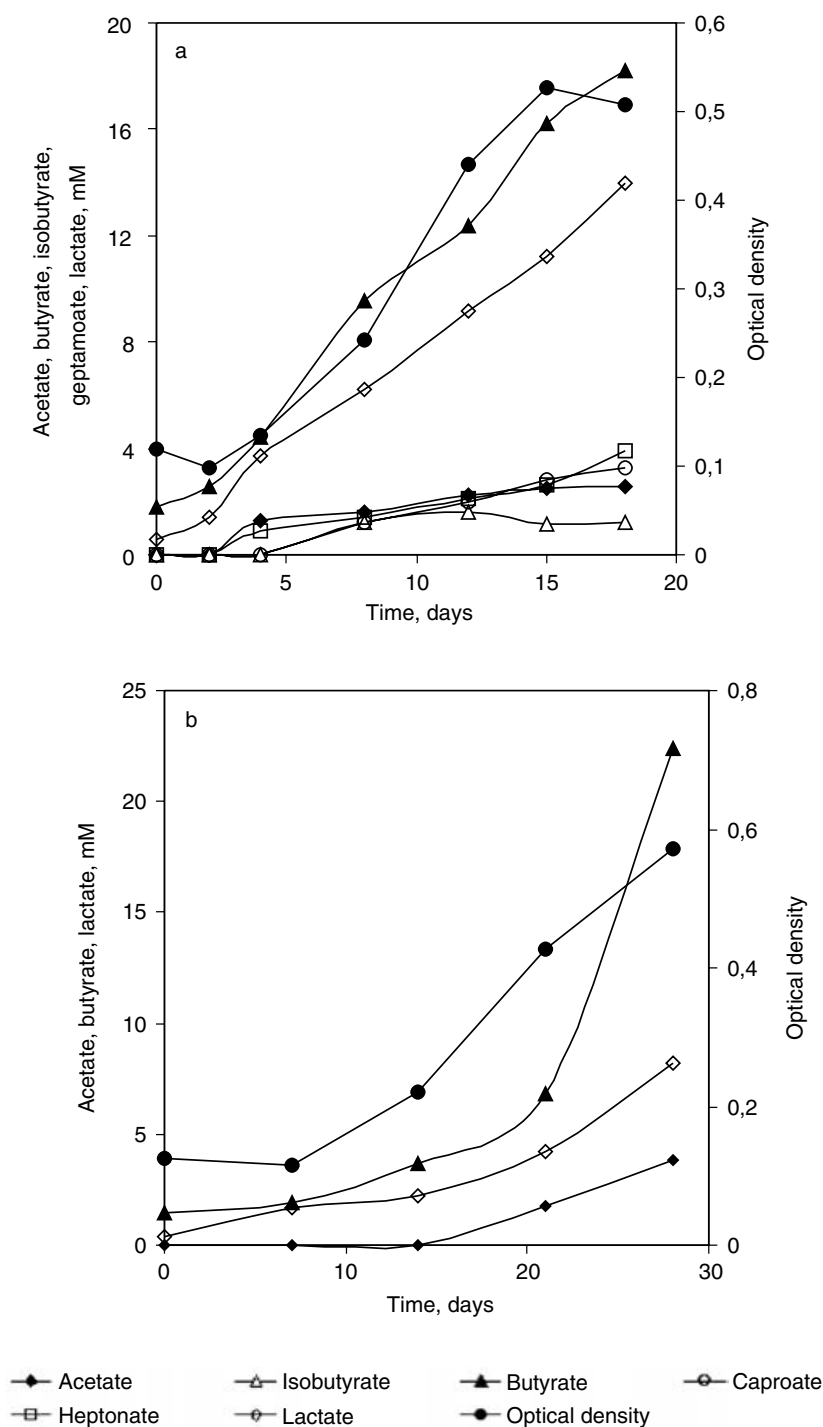 a
20
16
12
8
4
0
Acetate, butyrate, isobutyrate,
geptamoate, lactate, mM
0,6
0,5
0,4
0,3
0,2
0,1
0
Optical density
0 5 10 15 20
Time, days
b
25
20
15
10
5
0
Acetate, butyrate, lactate, mM
0,8
0,6
0,4
0,2
0
Optical density
0 10 20 30
Time, days
Acetate Isobutyrate Butyrate Caproate
Heptonate Lactate Optical density